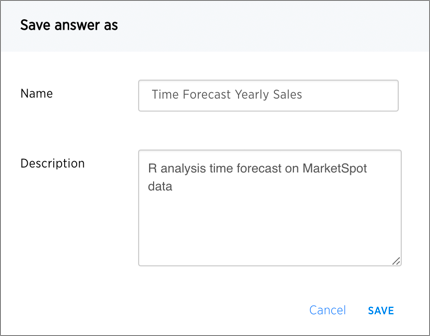 Save answer as
Name
Time Forecast Yearly Sales
Description
R analysis time forecast on MarketSpot
data
Cancel
SAVE